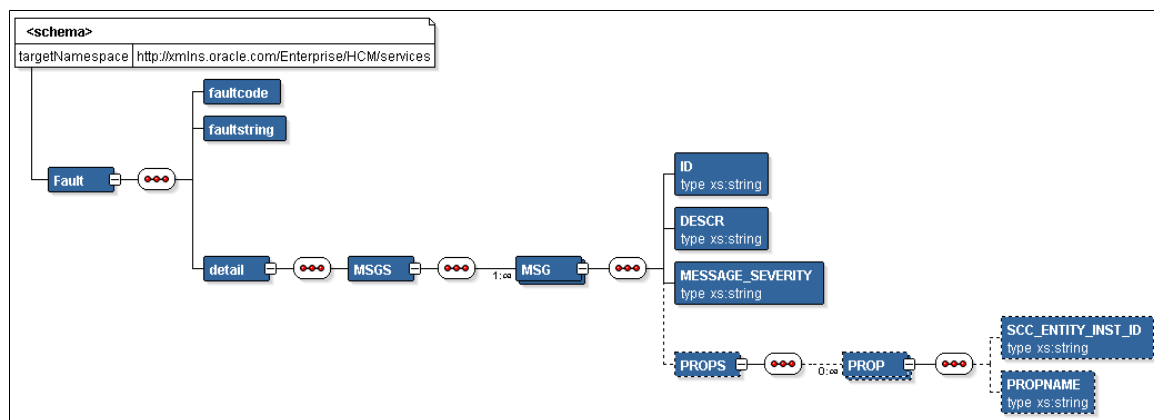 <schema>
targetNamespace http://xmlns.oracle.com/Enterprise/HCM/services
faultcode
faultstring
Fault
ID
type xs:string
DESCR
type xs:string
detail
MSGS
1:∞
MSG
MESSAGE_SEVERITY
type xs:string
PROPS
0:∞
PROP
SCC_ENTITY_INST_ID
type xs:string
PROPNAME
type xs:string